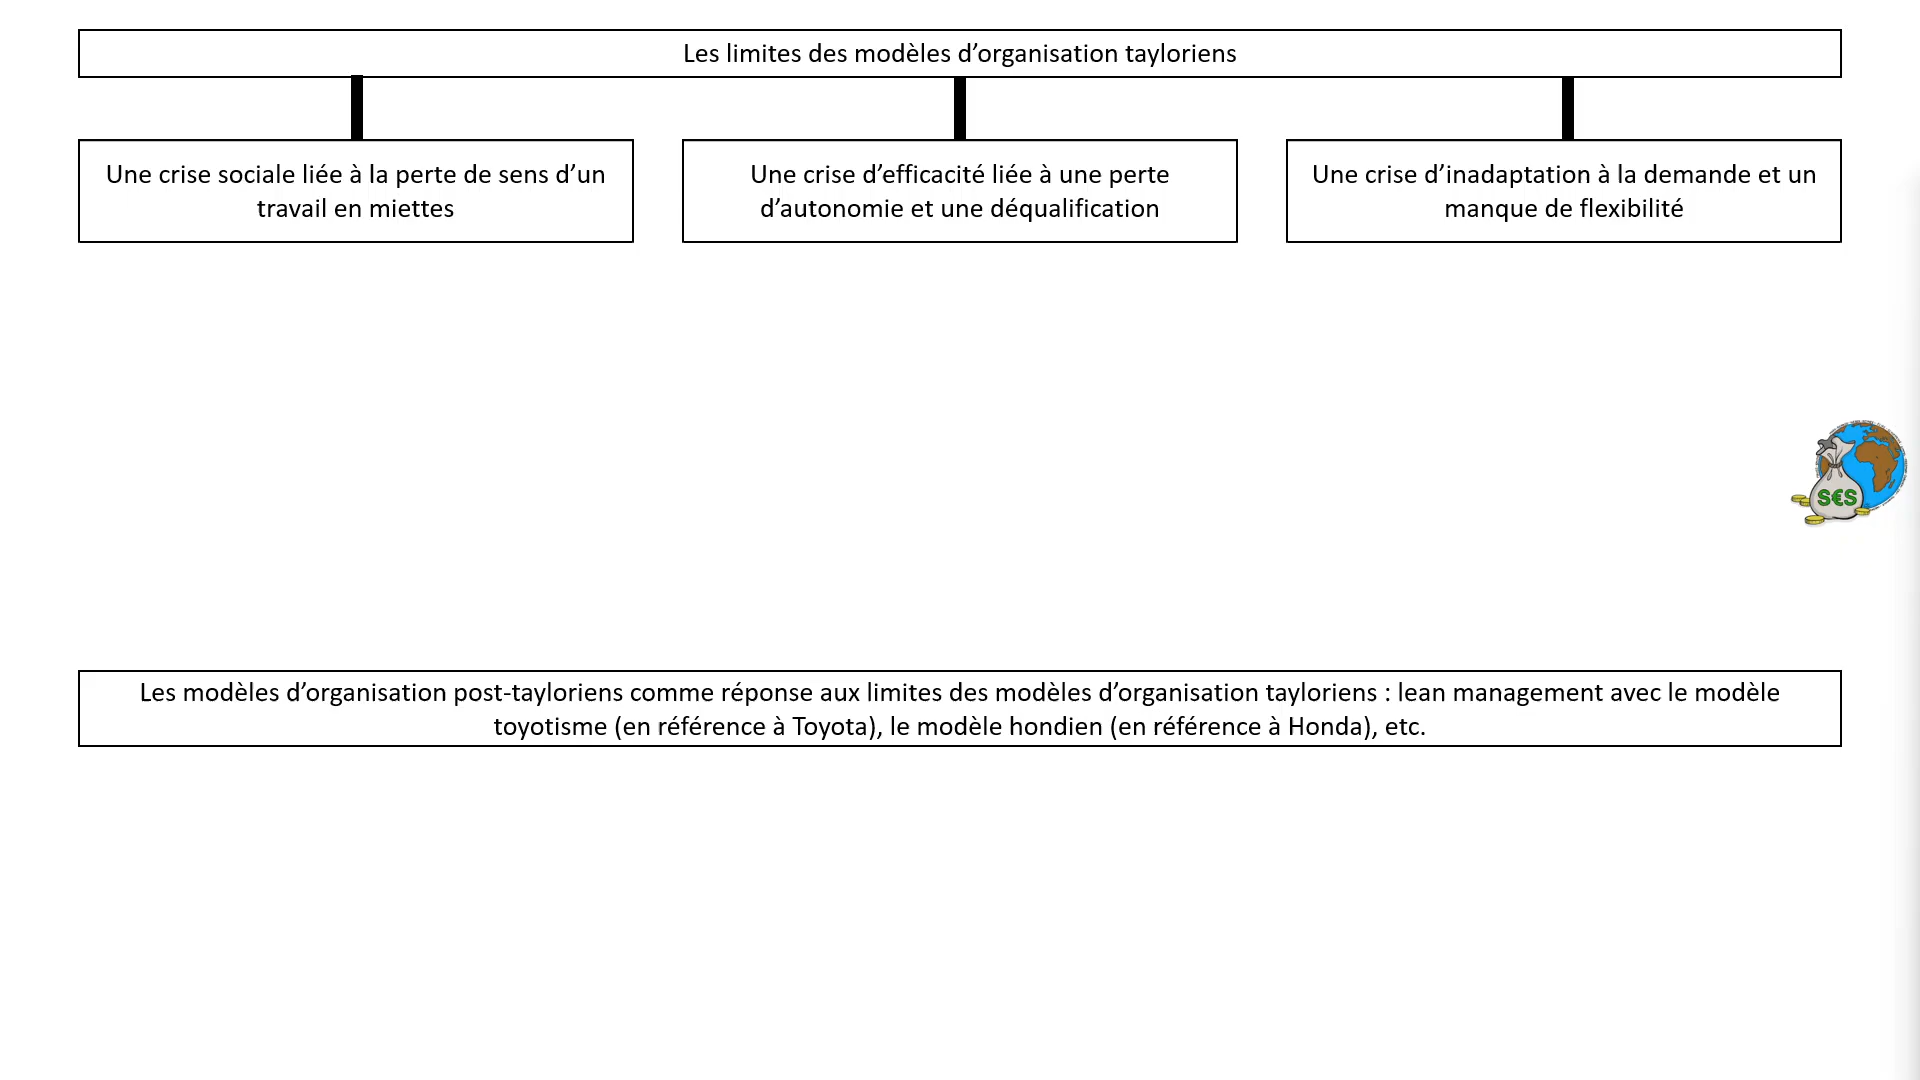 Les limites des modèles d’organisation tayloriens
Une crise sociale liée à la perte de sens d’un
travail en miettes
Une crise d’efficacité liée à une perte
d’autonomie et une déqualification
Une crise d’inadaptation à la demande et un
manque de flexibilité
S€S
Les modèles d’organisation post-tayloriens comme réponse aux limites des modèles d’organisation tayloriens : lean management avec le modèle
toyotisme (en référence à Toyota), le modèle hondien (en référence à Honda), etc.